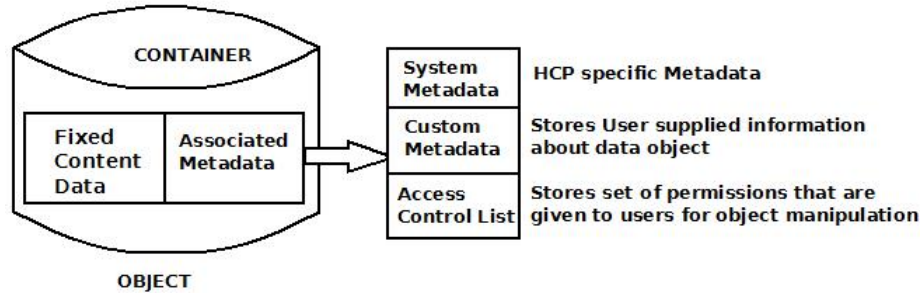 CONTAINER
Fixed
Content
Data
Associated
Metadata
OBJECT
System
Metadata
HCP specific Metadata
Custom
Metadata
Stores User supplied information
about data object
Access
Control List
Stores set of permissions that are
given to users for object manipulation